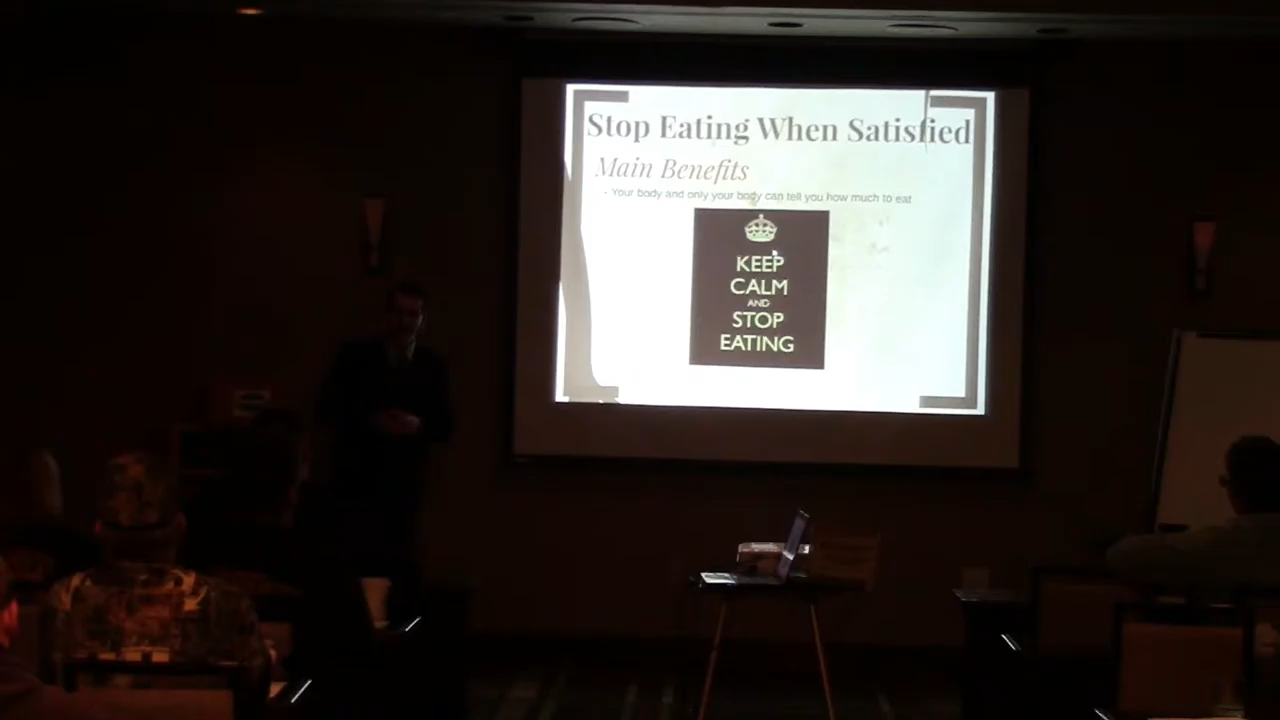 Stop Eating When Satisfied
Main Benefits
- Your body and only your body can tell you how much to eat
KEEP
CALM
AND
STOP
EATING